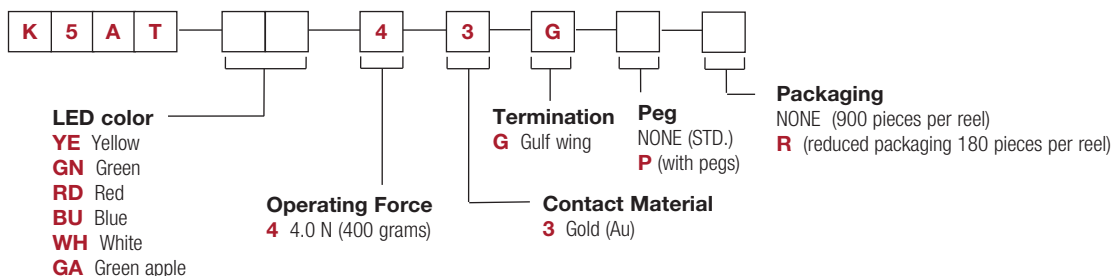 K 5 A T 4 3 G
LED color
YE Yellow
GN Green
RD Red
BU Blue
WH White
GA Green apple
Operating Force
4 4.0 N (400 grams)
Contact Material
3 Gold (Au)
Termination
G Gulf wing
Peg
NONE (STD.)
P (with pegs)
Packaging
NONE (900 pieces per reel)
R (reduced packaging 180 pieces per reel)